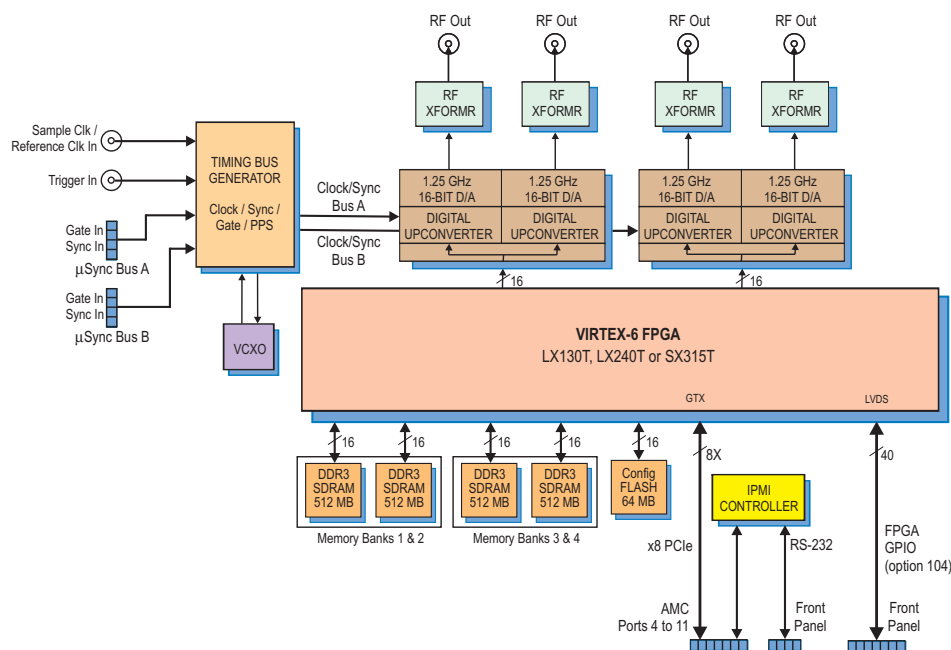 RF Out
RF Out
RF Out
RF Out
RF
XFORMR
RF
XFORMR
RF
XFORMR
RF
XFORMR
Sample Clk /
Reference Clk In
Trigger In
Gate In
Sync In
μSync Bus A
Gate In
Sync In
μSync Bus B
TIMING BUS
GENERATOR
Clock / Sync /
Gate / PPS
VCXO
Clock/Sync
Bus A
Clock/Sync
Bus B
1.25 GHz
16-BIT D/A
DIGITAL
UPCONVERTER
1.25 GHz
16-BIT D/A
DIGITAL
UPCONVERTER
1.25 GHz
16-BIT D/A
DIGITAL
UPCONVERTER
1.25 GHz
16-BIT D/A
DIGITAL
UPCONVERTER
16
16
VIRTEX-6 FPGA
LX130T, LX240T or SX315T
GTX
LVDS
16
16
16
16
16
8X
40
DDR3
SDRAM
512 MB
DDR3
SDRAM
512 MB
Memory Banks 1 & 2
DDR3
SDRAM
512 MB
DDR3
SDRAM
512 MB
Memory Banks 3 & 4
Config
FLASH
64 MB
IPMI
CONTROLLER
x8 PCIe
RS-232
FPGA
GPIO
(option 104)
AMC
Ports 4 to 11
Front
Panel
Front
Panel